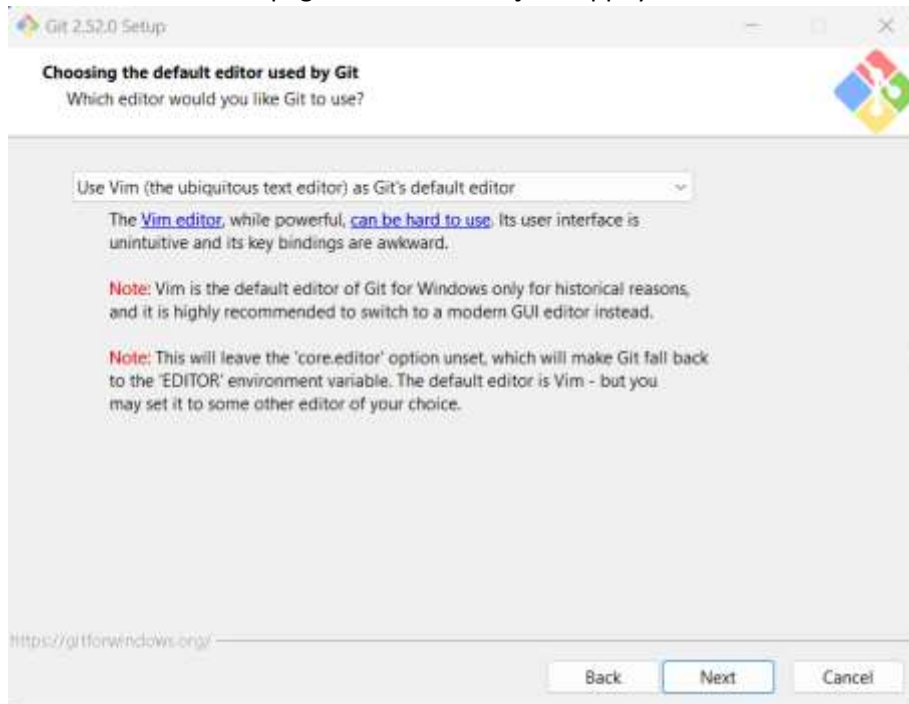 Git 2.52.0 Setup
Choosing the default editor used by Git
Which editor would you like Git to use?
Use Vim (the ubiquitous text editor) as Git's default editor
The Vim editor, while powerful, can be hard to use. Its user interface is
unintuitive and its key bindings are awkward.
Note: Vim is the default editor of Git for Windows only for historical reasons,
and it is highly recommended to switch to a modern GUI editor instead.
Note: This will leave the 'core.editor' option unset, which will make Git fall back
to the 'EDITOR' environment variable. The default editor is Vim - but you
may set it to some other editor of your choice.
https://gitforwindows.org/
Back Next Cancel